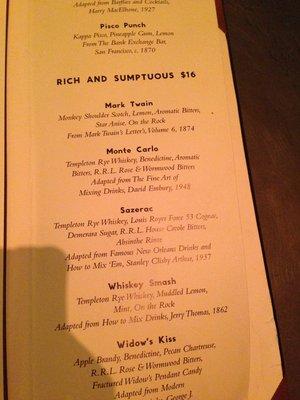 Adapted from Barflies and Cocktails,
Harry MacElhone, 1927
Pisco Punch
Kappa Pisco, Pineapple Gum, Lemon
From The Bank Exchange Bar,
San Francisco, c. 1870
RICH AND SUMPTUOUS $16
Mark Twain
Monkey Shoulder Scotch, Lemon, Aromatic Bitters,
Star Anise, On the Rock
From Mark Twain's Letter's, Volume 6, 1874
Monte Carlo
Templeton Rye Whiskey, Benedictine, Aromatic
Bitters, R.R.L. Rose & Wormwood Bitters
Adapted from The Fine Art of
Mixing Drinks, David Embury, 1948
Sazerac
Templeton Rye Whiskey, Louis Royer Force 53 Cognac,
Demerara Sugar, R.R.L. House Creole Bitters,
Absinthe Rinse
Adapted from Famous New Orleans Drinks and
How to Mix 'Em, Stanley Clisby Arthur, 1937
Whiskey Smash
Templeton Rye Whiskey, Muddled Lemon,
Mint, On the Rock
Adapted from How to Mix Drinks, Jerry Thomas, 1862
Widow's Kiss
Apple Brandy, Benedictine, Pecan Chartreuse,
R.R.L. Rose & Wormwood Bitters,
Fractured Widow's Pendant Candy
Adapted from Modern
George J.